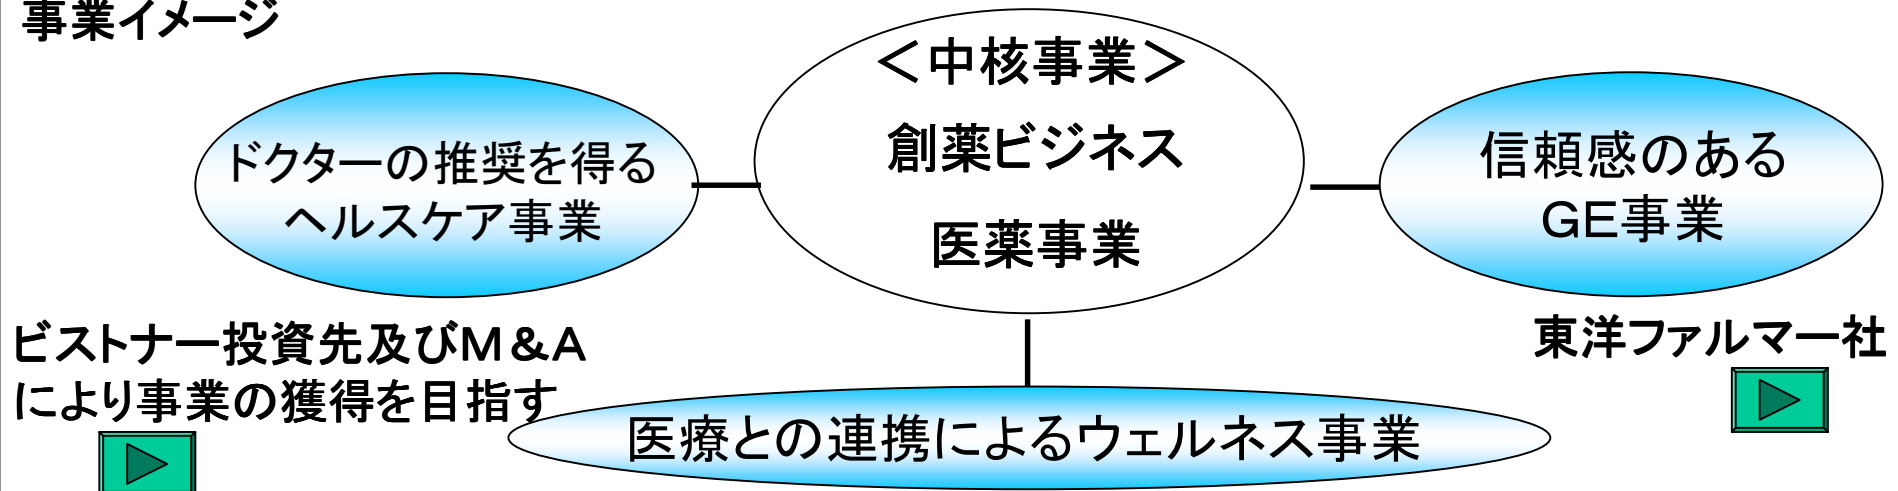 事業イメージ
＜中核事業＞
創薬ビジネス
医薬事業
ドクターの推奨を得る
ヘルスケア事業
信頼感のある
GE事業
ビストナー投資先及びM&A
により事業の獲得を目指す
東洋ファルマー社
医療との連携によるウェルネス事業